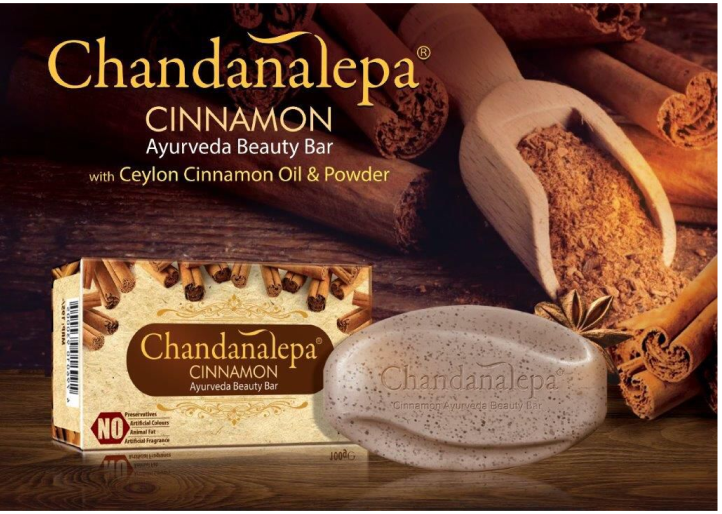 Chandanalepa®
CINNAMON
Ayurveda Beauty Bar
with Ceylon Cinnamon Oil & Powder
Chandanalepa®
CINNAMON
Ayurveda Beauty Bar
NO
Preservatives
Artificial Colours
Animal Fat
Artificial Fragrance
Chandanalepa
Cinnamon Ayurveda Beauty Bar